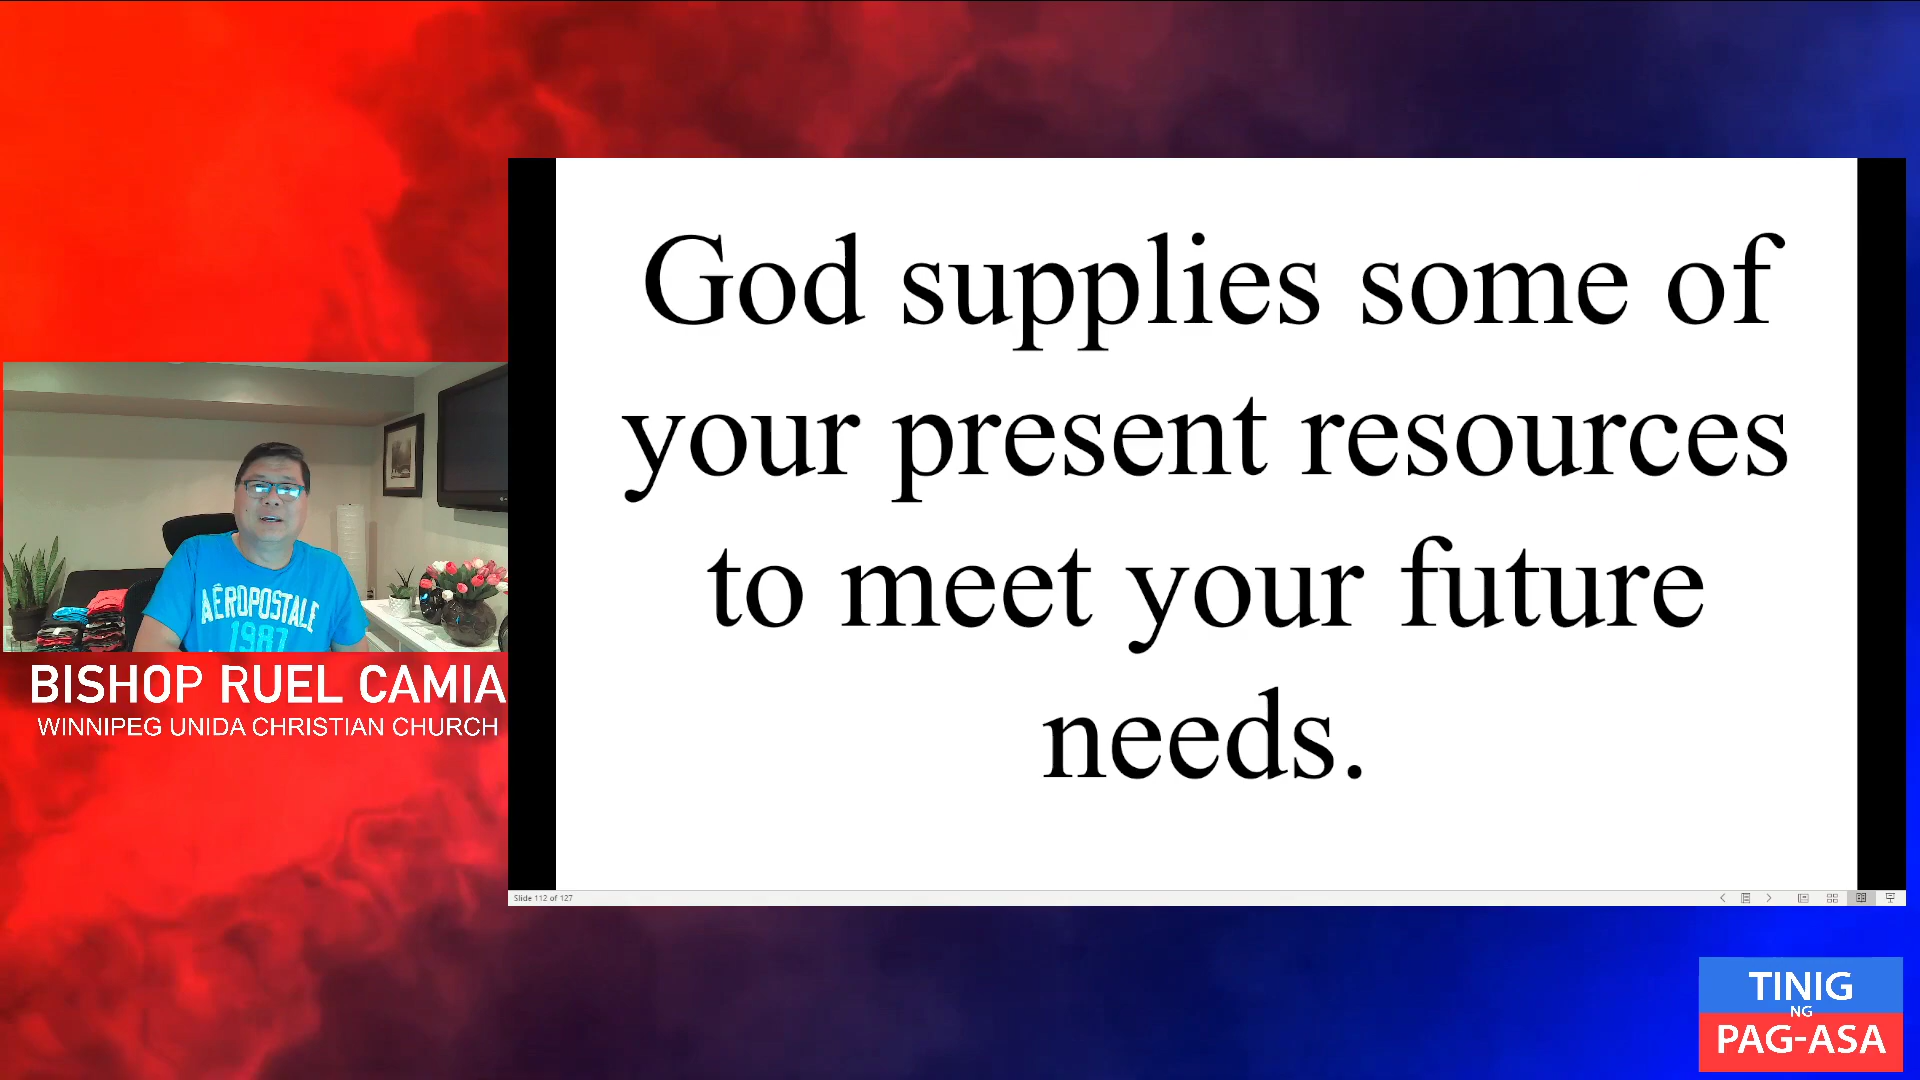 God supplies some of
your present resources
to meet your future
needs.
AÉROPOSTALE
1987
BISHOP RUEL CAMIA
WINNIPEG UNIDA CHRISTIAN CHURCH
Slide 112 of 127
TINIG
NG
PAG-ASA